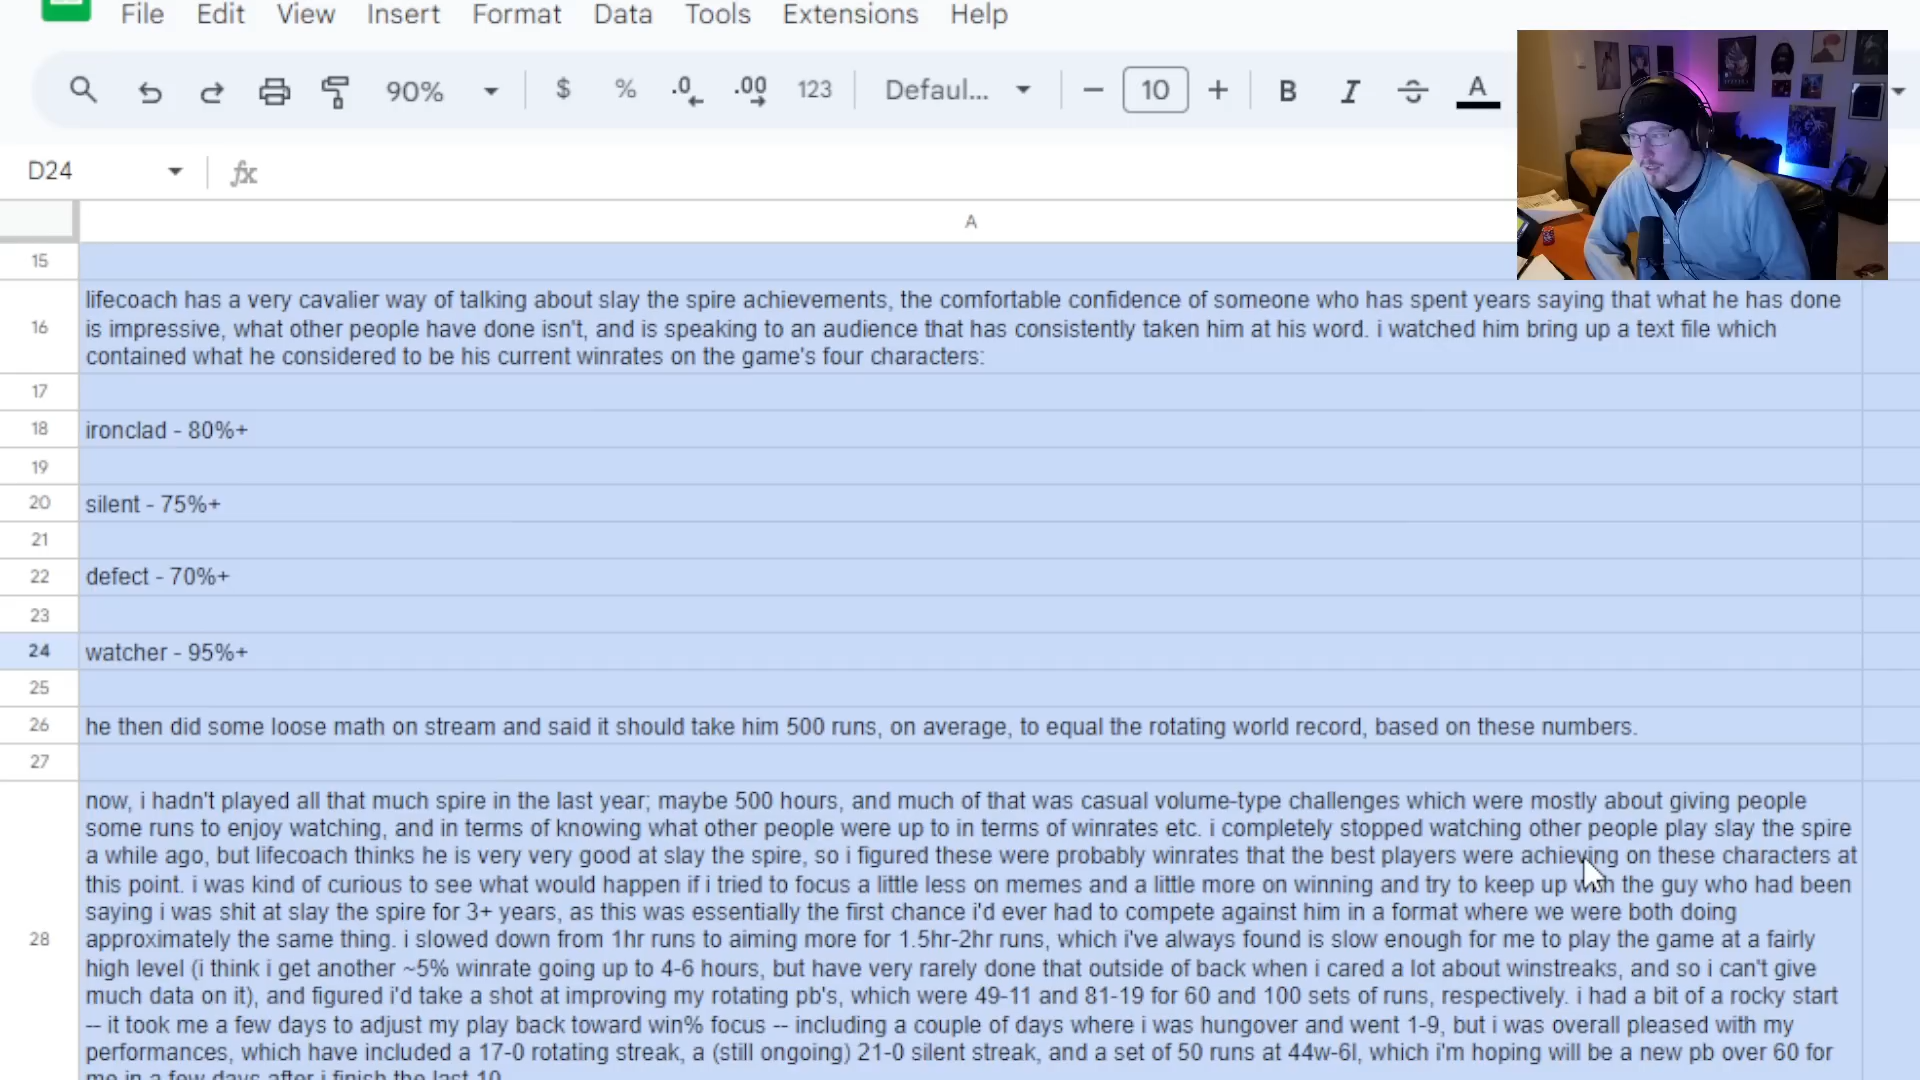 File Edit View Insert Format Data Tools Extensions Help
90% $ % .0 .00 123 Defaul... 10 B I S A
D24 fx
A
15
16 lifecoach has a very cavalier way of talking about slay the spire achievements, the comfortable confidence of someone who has spent years saying that what he has done
is impressive, what other people have done isn't, and is speaking to an audience that has consistently taken him at his word. i watched him bring up a text file which
contained what he considered to be his current winrates on the game's four characters:
17
18 ironclad - 80%+
19
20 silent - 75%+
21
22 defect - 70%+
23
24 watcher - 95%+
25
26 he then did some loose math on stream and said it should take him 500 runs, on average, to equal the rotating world record, based on these numbers.
27
28 now, i hadn't played all that much spire in the last year; maybe 500 hours, and much of that was casual volume-type challenges which were mostly about giving people
some runs to enjoy watching, and in terms of knowing what other people were up to in terms of winrates etc. i completely stopped watching other people play slay the spire
a while ago, but lifecoach thinks he is very very good at slay the spire, so i figured these were probably winrates that the best players were achieving on these characters at
this point. i was kind of curious to see what would happen if i tried to focus a little less on memes and a little more on winning and try to keep up with the guy who had been
saying i was shit at slay the spire for 3+ years, as this was essentially the first chance i'd ever had to compete against him in a format where we were both doing
approximately the same thing. i slowed down from 1hr runs to aiming more for 1.5hr-2hr runs, which i've always found is slow enough for me to play the game at a fairly
high level (i think i get another ~5% winrate going up to 4-6 hours, but have very rarely done that outside of back when i cared a lot about winstreaks, and so i can't give
much data on it), and figured i'd take a shot at improving my rotating pb's, which were 49-11 and 81-19 for 60 and 100 sets of runs, respectively. i had a bit of a rocky start
-- it took me a few days to adjust my play back toward win% focus -- including a couple of days where i was hungover and went 1-9, but i was overall pleased with my
performances, which have included a 17-0 rotating streak, a (still ongoing) 21-0 silent streak, and a set of 50 runs at 44w-6l, which i'm hoping will be a new pb over 60 for
me in a few days after i finish the last 10